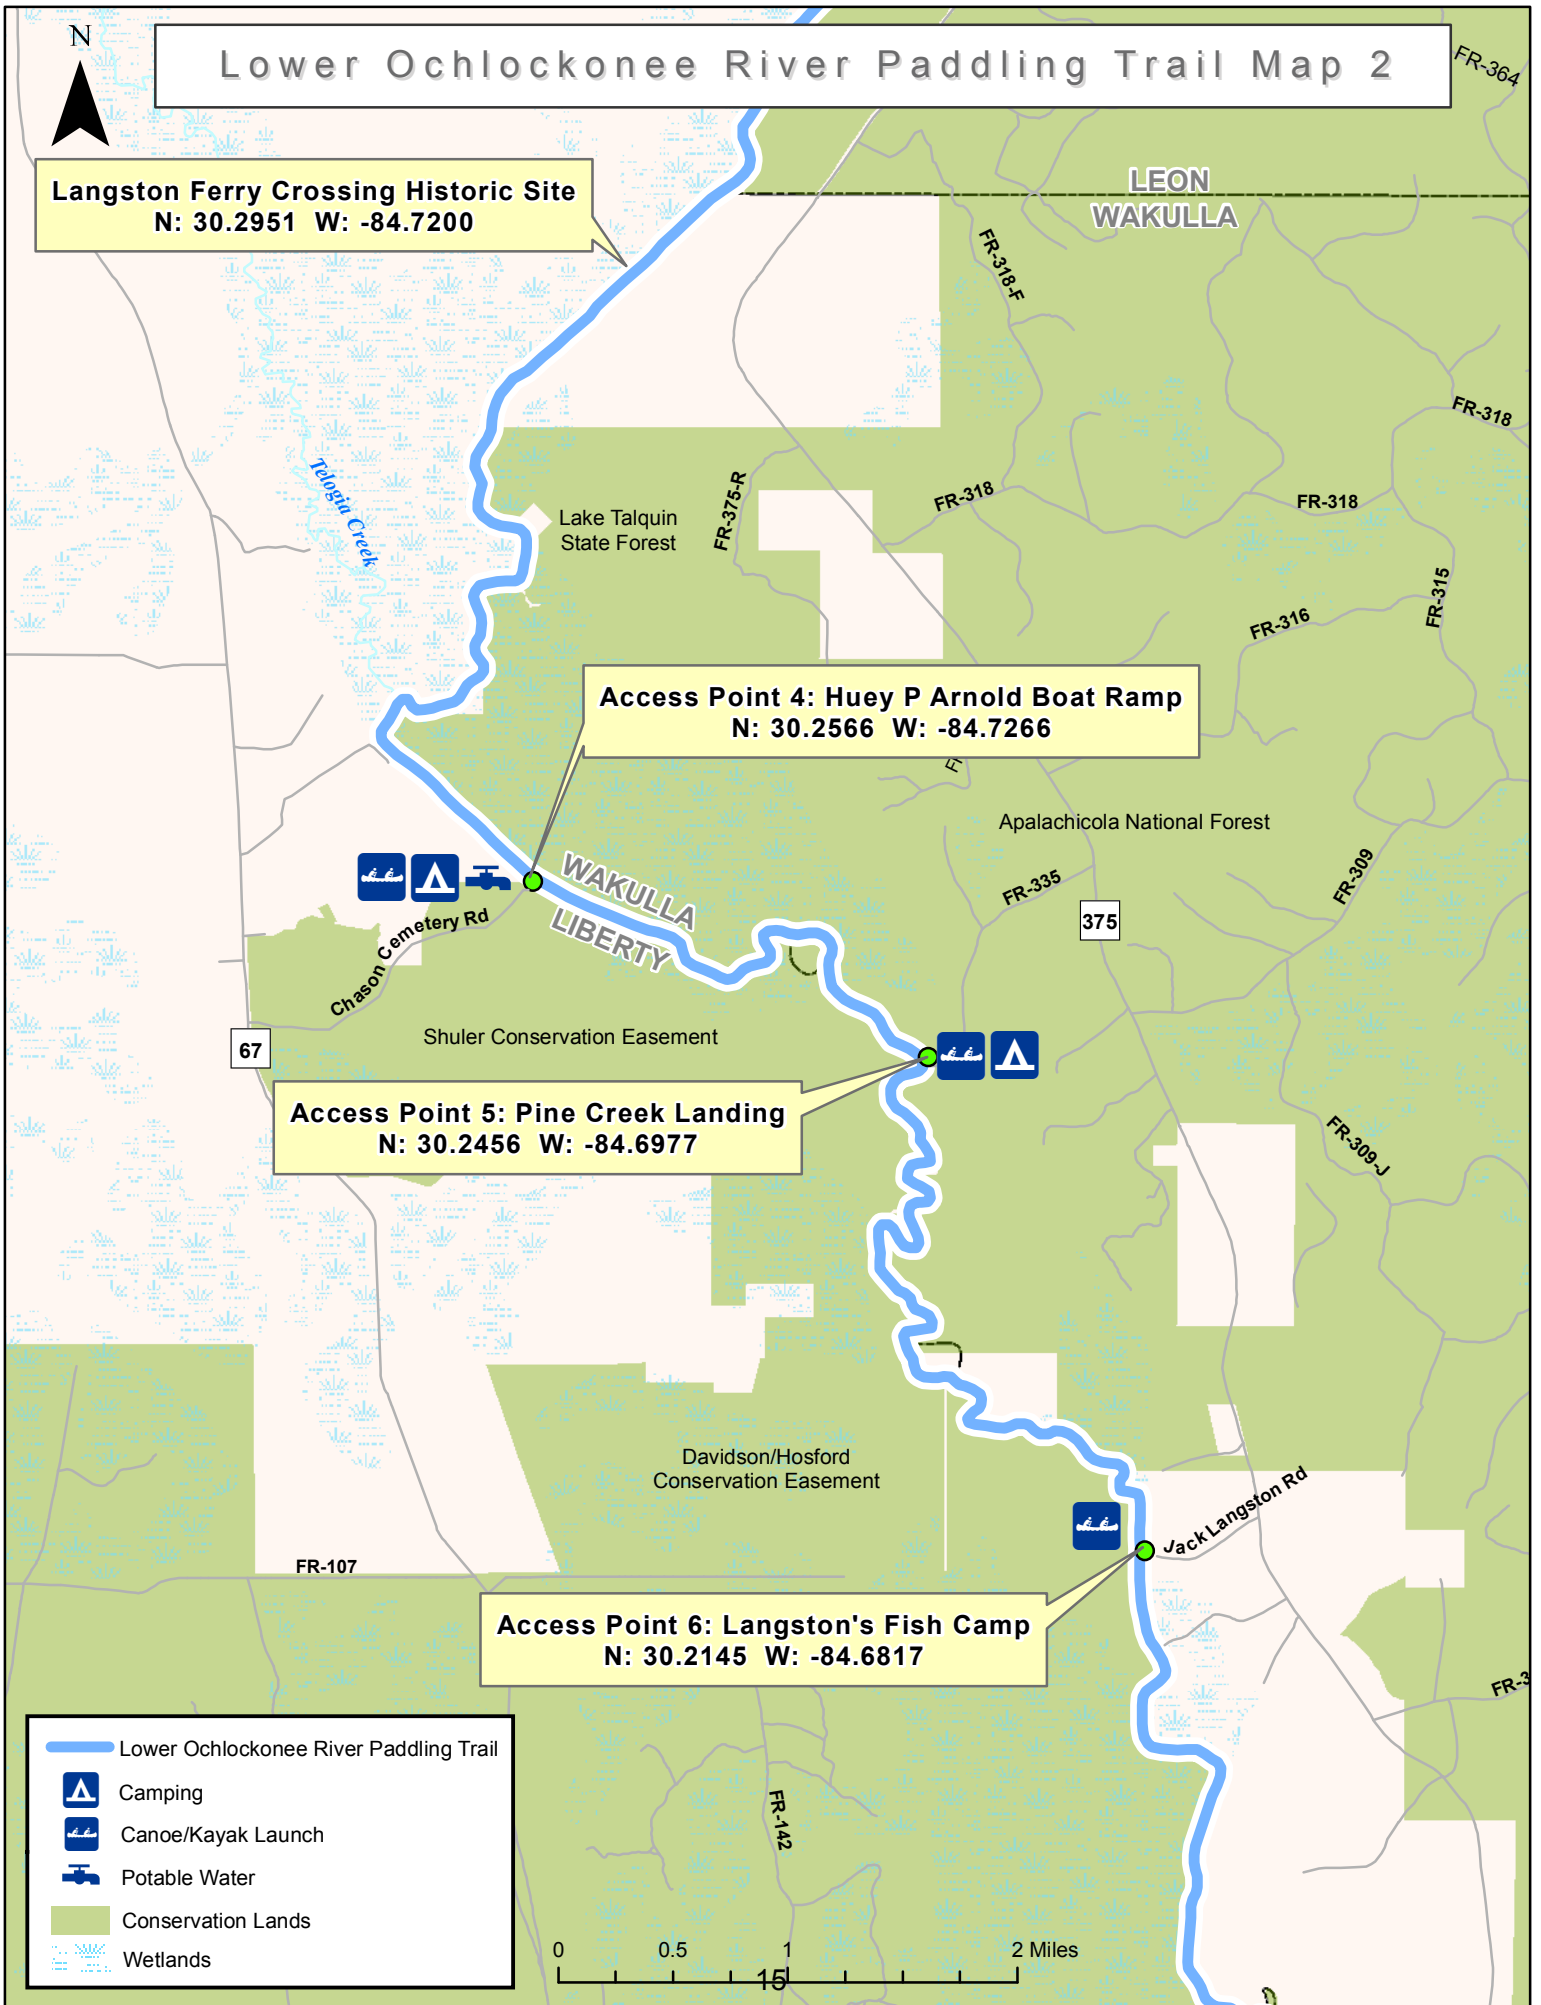 N
Lower Ochlockonee River Paddling Trail Map 2
FR-364
Langston Ferry Crossing Historic Site
N: 30.2951 W: -84.7200
LEON
WAKULLA
FR-318-F
FR-318
Telogia Creek
FR-375-R
FR-318
FR-318
Lake Talquin
State Forest
FR-315
FR-316
Access Point 4: Huey P Arnold Boat Ramp
N: 30.2566 W: -84.7266
Apalachicola National Forest
FR-309
FR-335
WAKULLA
LIBERTY
375
Chason Cemetery Rd
Shuler Conservation Easement
67
Access Point 5: Pine Creek Landing
N: 30.2456 W: -84.6977
FR-309-J
Davidson/Hosford
Conservation Easement
Jack Langston Rd
FR-107
Access Point 6: Langston's Fish Camp
N: 30.2145 W: -84.6817
FR-3
FR-142
Lower Ochlockonee River Paddling Trail
Camping
Canoe/Kayak Launch
Potable Water
Conservation Lands
Wetlands
0 0.5 1 2 Miles
15